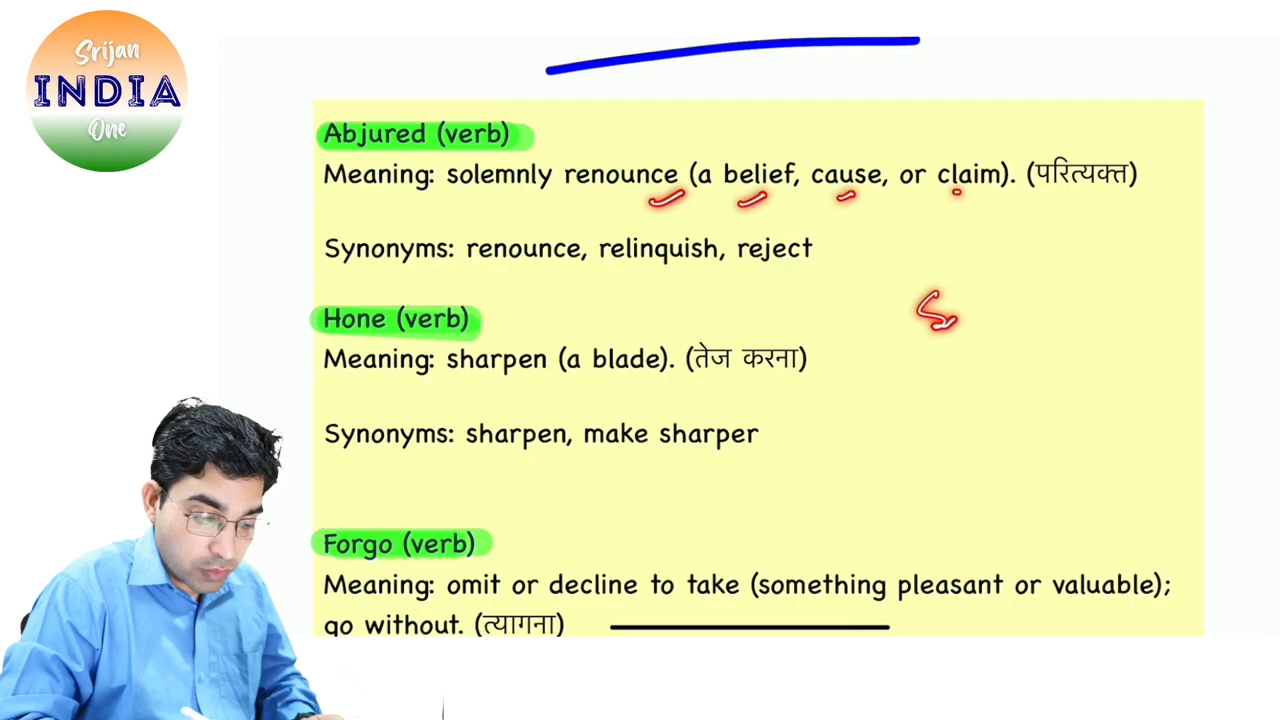 Srijan
INDIA
One
Abjured (verb)
Meaning: solemnly renounce (a belief, cause, or claim). (परित्यक्त)
Synonyms: renounce, relinquish, reject
Hone (verb)
Meaning: sharpen (a blade). (तेज करना)
Synonyms: sharpen, make sharper
Forgo (verb)
Meaning: omit or decline to take (something pleasant or valuable);
go without. (त्यागना)